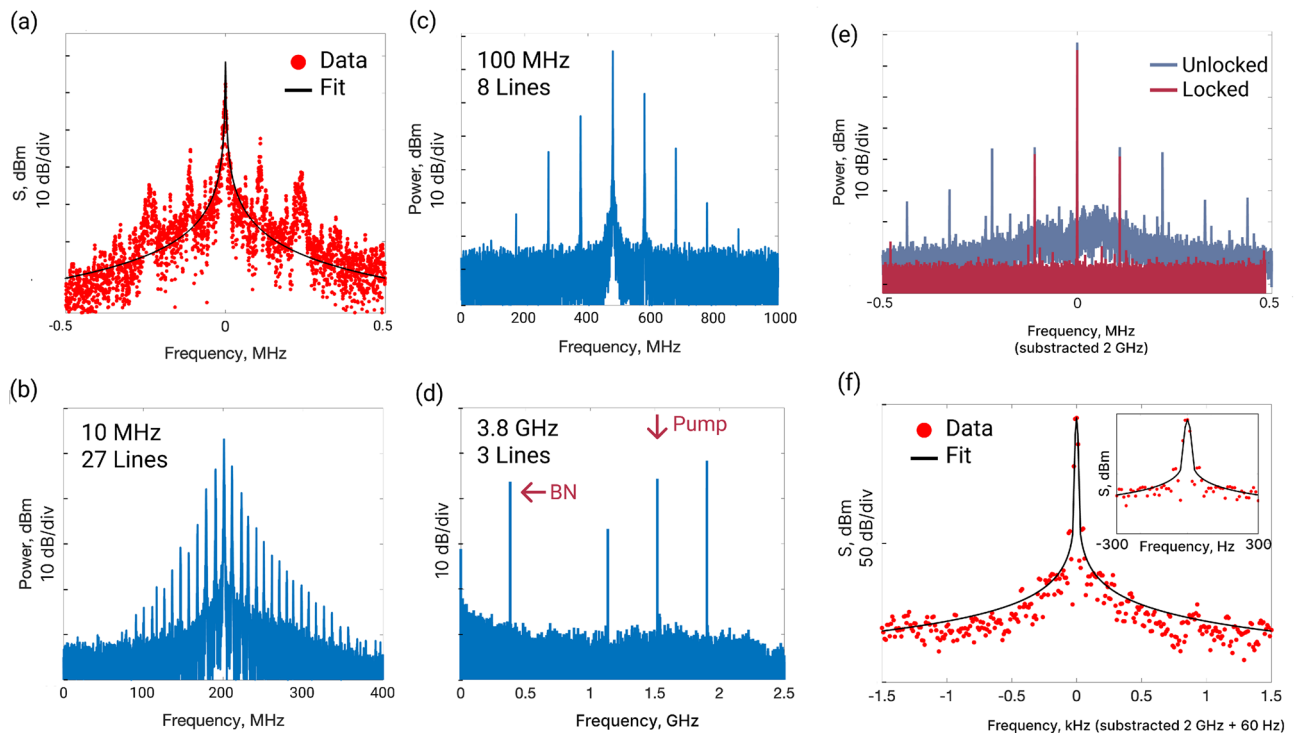 (a)
Data
Fit
S, dBm
10 dB/div
-0.5
0
0.5
Frequency, MHz
(b)
10 MHz
27 Lines
Power, dBm
10 dB/div
0
100
200
300
400
Frequency, MHz
(c)
100 MHz
8 Lines
Power, dBm
10 dB/div
0
200
400
600
800
1000
Frequency, MHz
(d)
3.8 GHz
3 Lines
Pump
BN
10 dB/div
0
1
1.5
2
2.5
Frequency, GHz
(e)
Unlocked
Locked
Power, dBm
10 dB/div
-0.5
0
0.5
Frequency, MHz
(substracted 2 GHz)
(f)
Data
Fit
S, dBm
50 dB/div
S, dBm
-300
300
Frequency, Hz
-1.5
-1
-0.5
0
0.5
1
1.5
Frequency, kHz (substracted 2 GHz + 60 Hz)